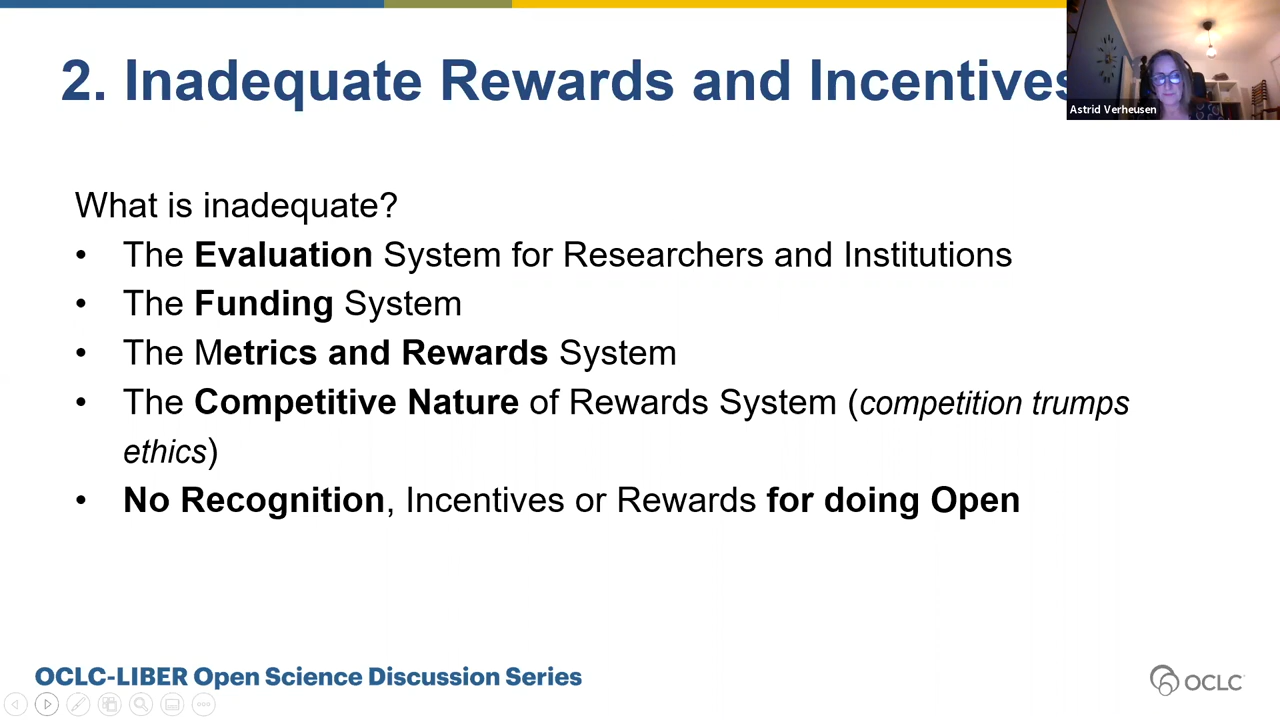 2. Inadequate Rewards and Incentives
Astrid Verheusen
What is inadequate?
• The Evaluation System for Researchers and Institutions
• The Funding System
• The Metrics and Rewards System
• The Competitive Nature of Rewards System (competition trumps
ethics)
• No Recognition, Incentives or Rewards for doing Open
OCLC-LIBER Open Science Discussion Series
OCLC